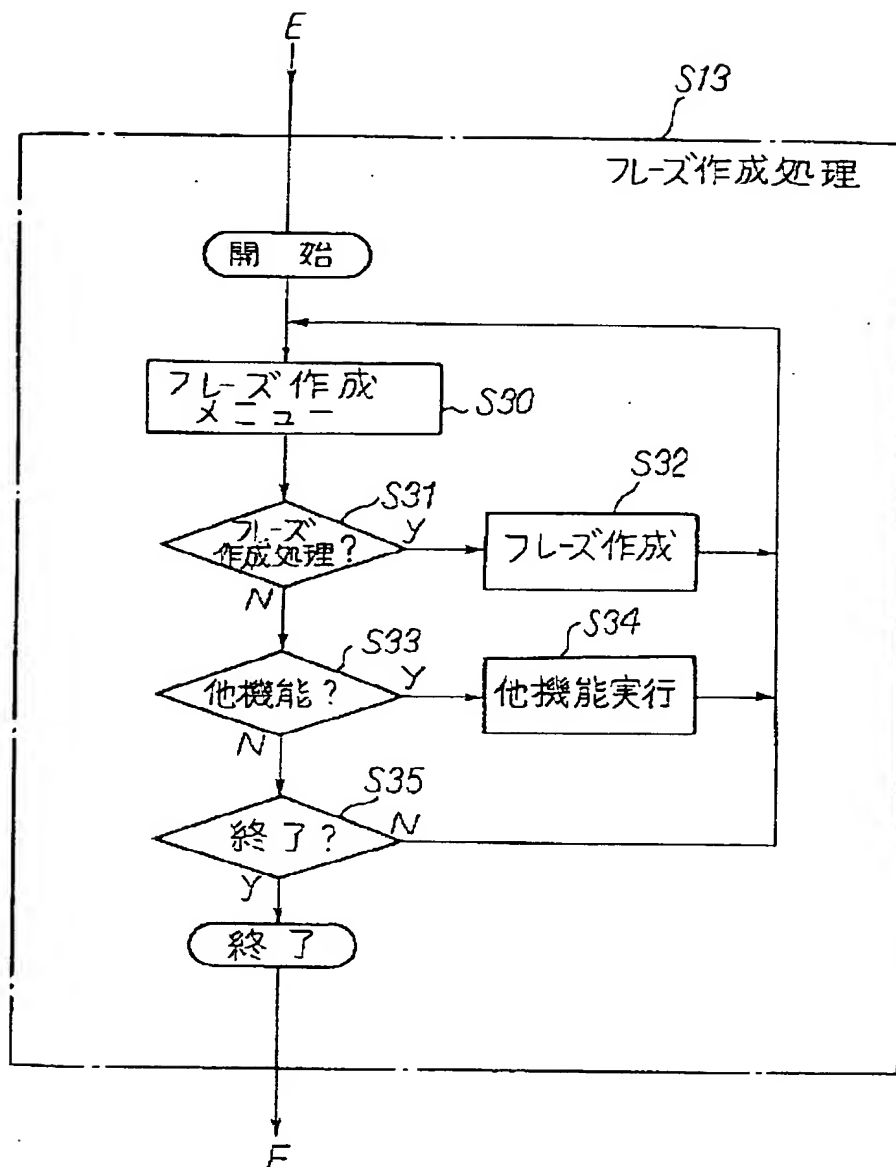 E
S13
フレーズ作成処理
開始
フレーズ作成
メニュー
S30
S31
フレーズ
作成処理?
Y
S32
フレーズ作成
N
S33
他機能?
Y
S34
他機能実行
N
S35
終了?
N
Y
終了
F